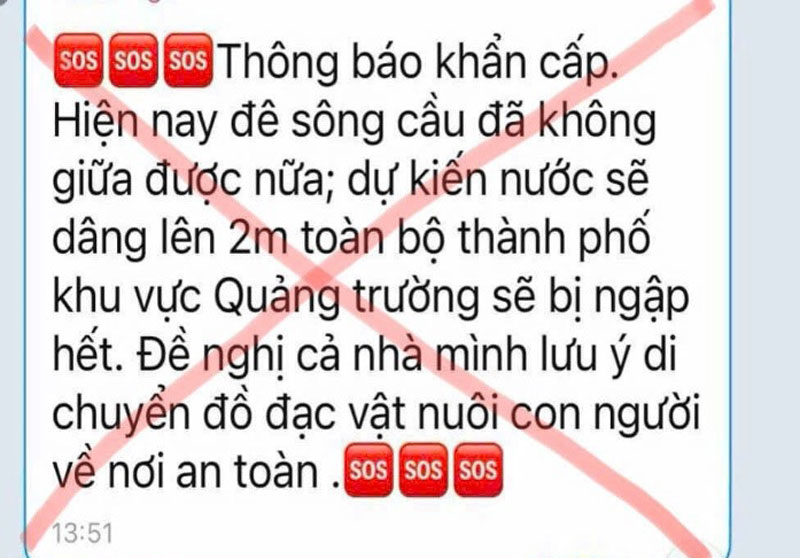 SOS SOS SOS Thông báo khẩn cấp.
Hiện nay đê sông cầu đã không
giữa được nữa; dự kiến nước sẽ
dâng lên 2m toàn bộ thành phố
khu vực Quảng trường sẽ bị ngập
hết. Đề nghị cả nhà mình lưu ý di
chuyển đồ đạc vật nuôi con người
về nơi an toàn . SOS SOS SOS
13:51